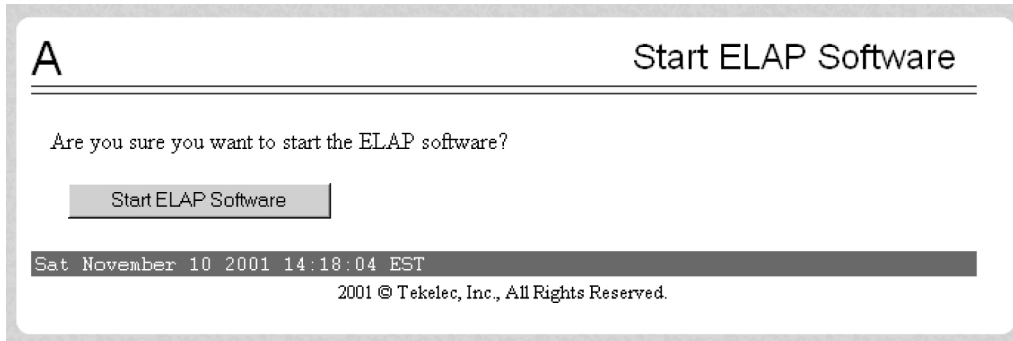 A Start ELAP Software
Are you sure you want to start the ELAP software?
Start ELAP Software
Sat November 10 2001 14:18:04 EST
2001 © Tekelec, Inc., All Rights Reserved.